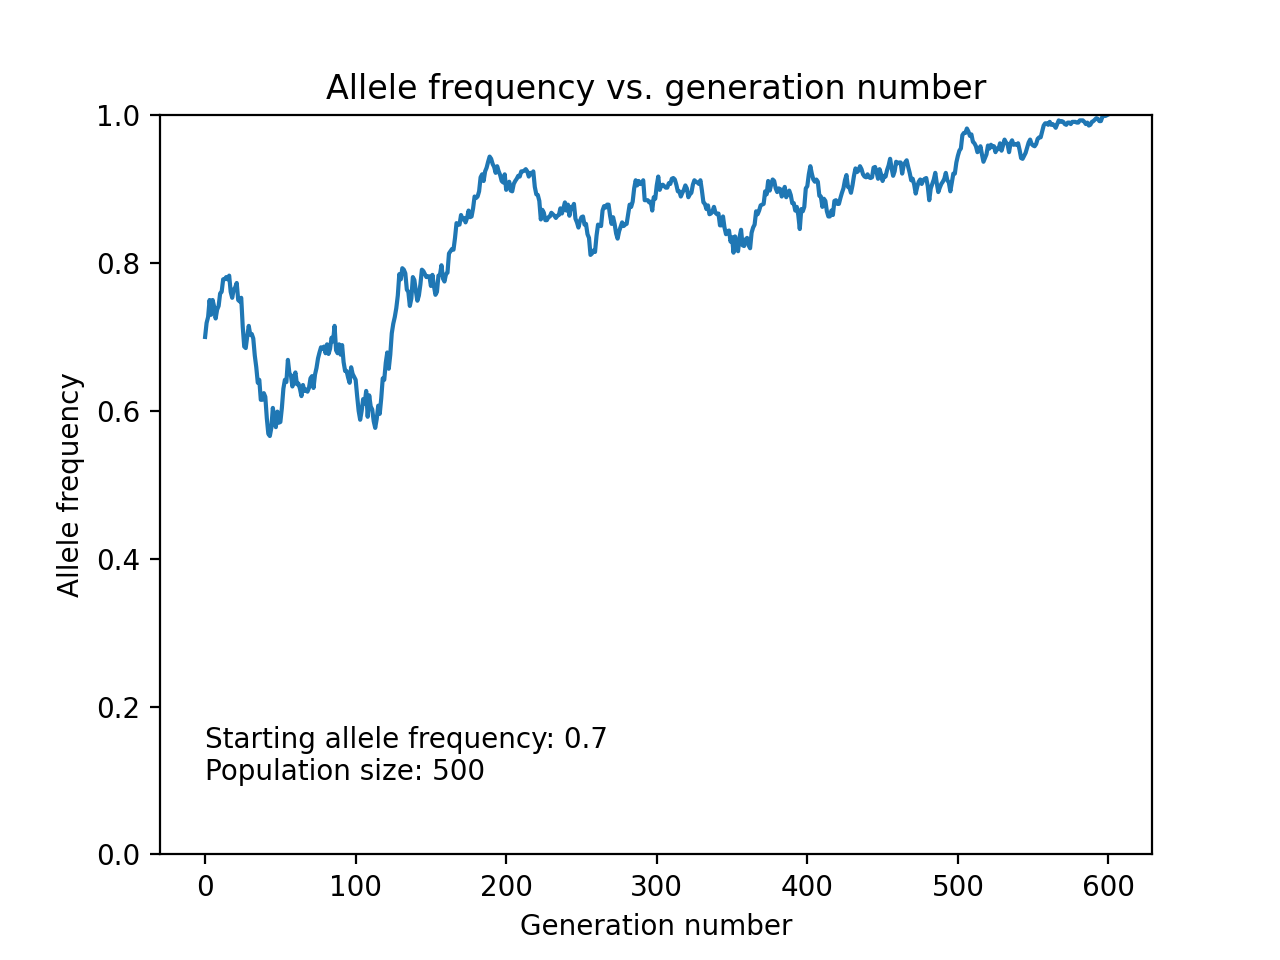 Allele frequency vs. generation number
1.0
0.8
0.6
0.4
0.2
0.0
Allele frequency
Starting allele frequency: 0.7
Population size: 500
0 100 200 300 400 500 600
Generation number